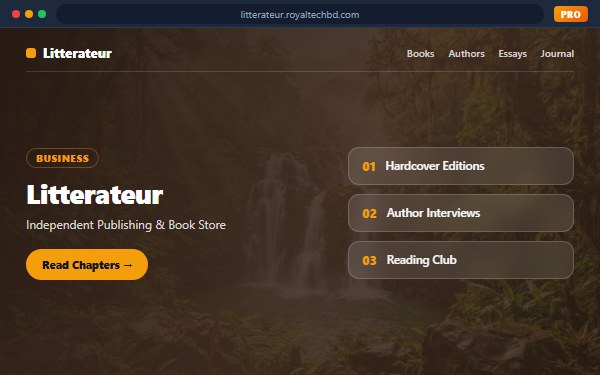 litterateur.royaltechbd.com
PRO
Litterateur
Books Authors Essays Journal
BUSINESS
Litterateur
Independent Publishing & Book Store
Read Chapters →
01 Hardcover Editions
02 Author Interviews
03 Reading Club